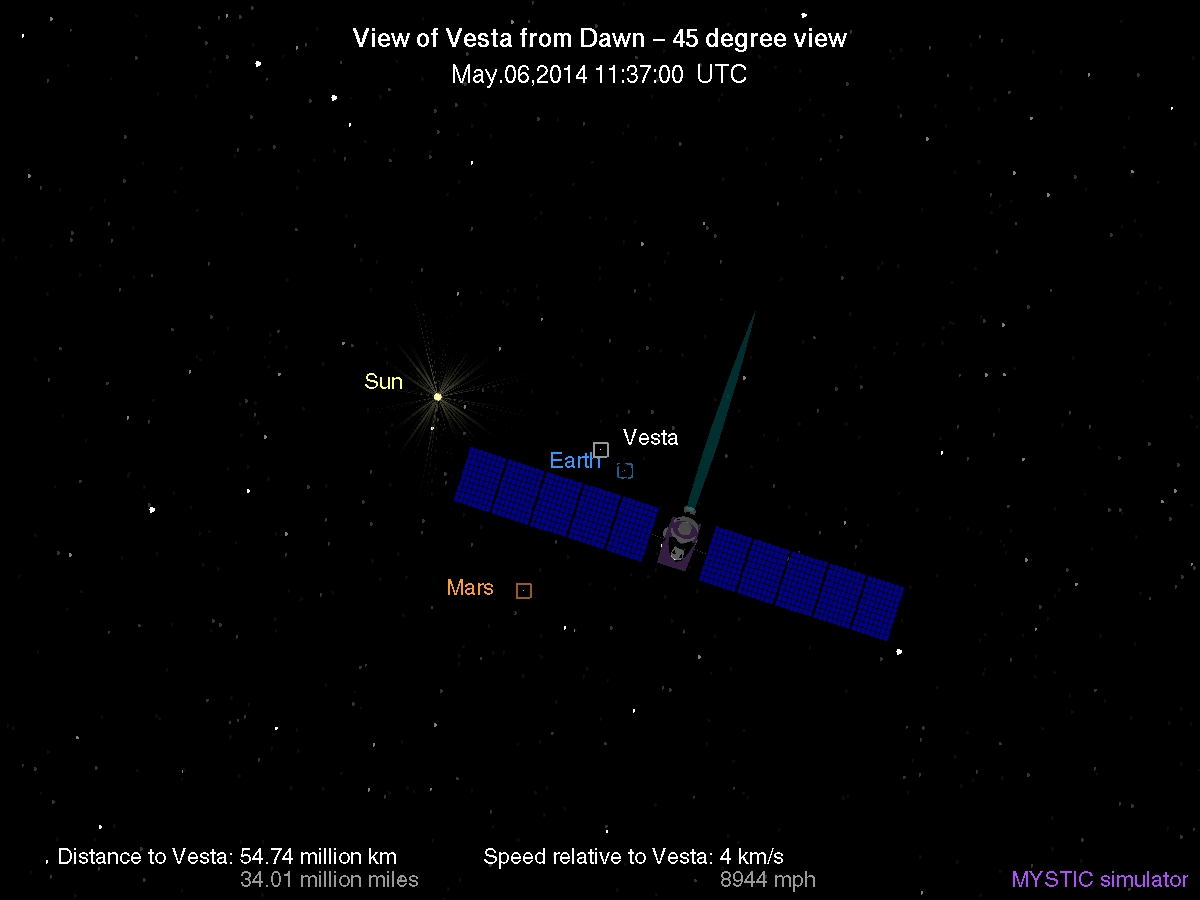 View of Vesta from Dawn – 45 degree view
May.06,2014 11:37:00 UTC
Sun
Vesta
Earth
Mars
Distance to Vesta: 54.74 million km
34.01 million miles
Speed relative to Vesta: 4 km/s
8944 mph
MYSTIC simulator